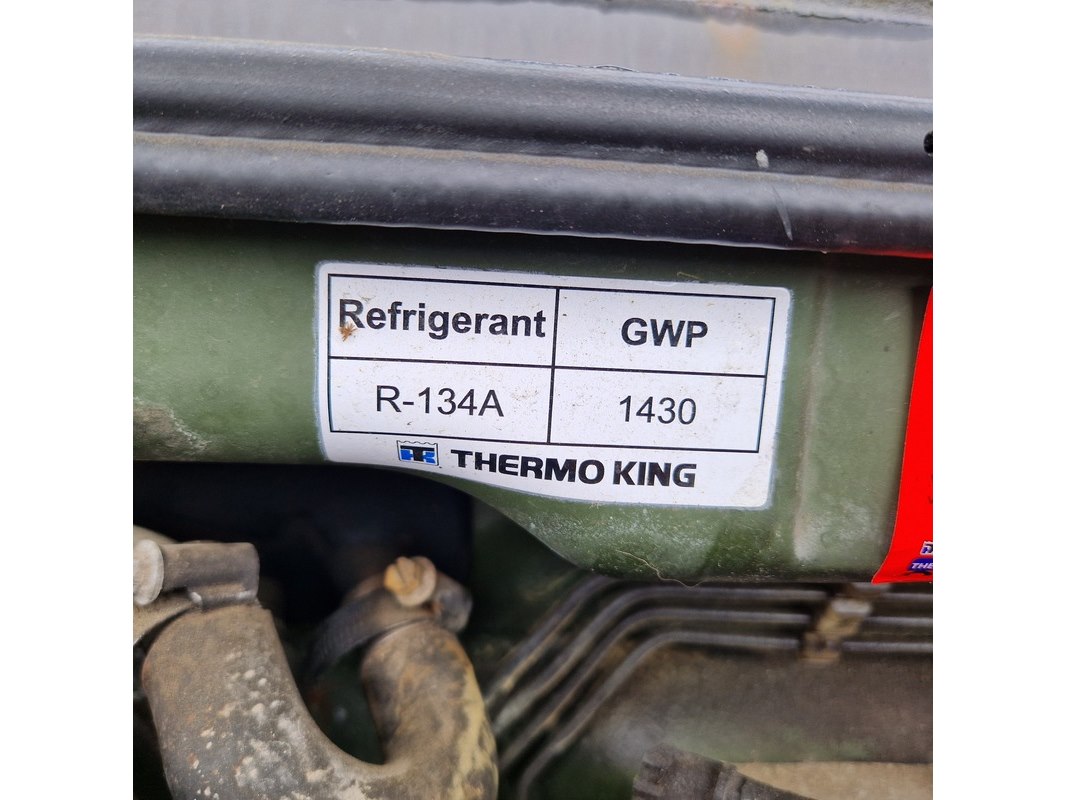 Refrigerant GWP
R-134A 1430
THERMO KING